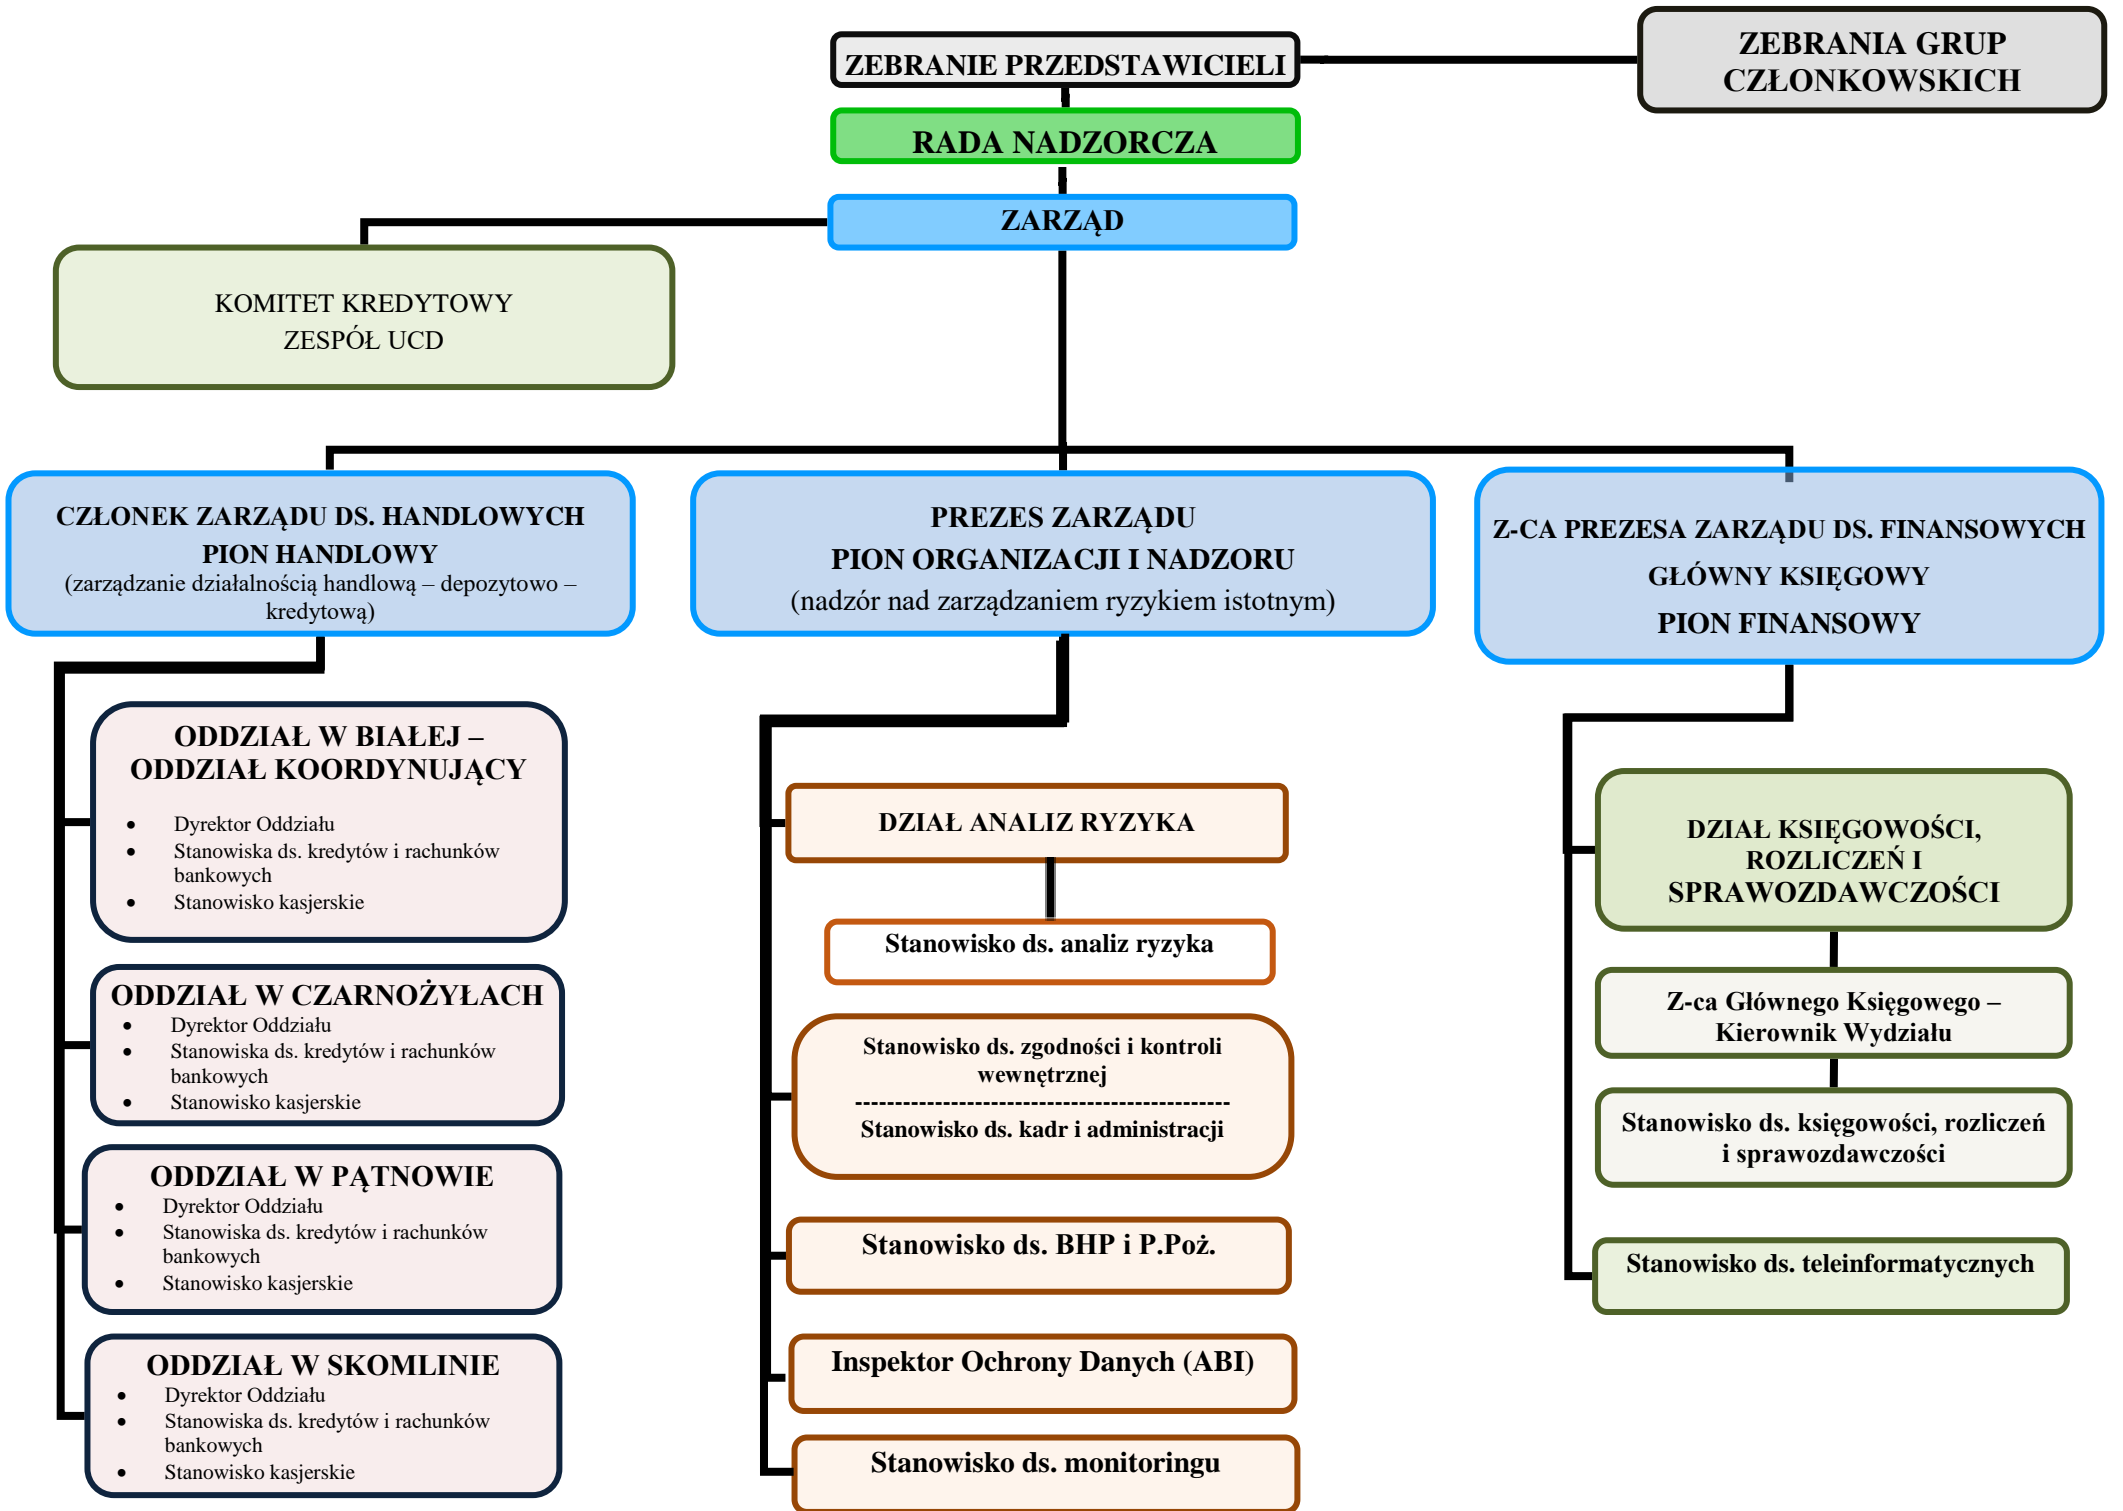 ZEBRANIE PRZEDSTAWICIELI
ZEBRANIA GRUP
CZŁONKOWSKICH
RADA NADZORCZA
ZARZĄD
KOMITET KREDYTOWY
ZESPÓŁ UCD
CZŁONEK ZARZĄDU DS. HANDLOWYCH
PION HANDLOWY
(zarządzanie działalnością handlową – depozytowo –
kredytową)
PREZES ZARZĄDU
PION ORGANIZACJI I NADZORU
(nadzór nad zarządzaniem ryzykiem istotnym)
Z-CA PREZESA ZARZĄDU DS. FINANSOWYCH
GŁÓWNY KSIĘGOWY
PION FINANSOWY
ODDZIAŁ W BIAŁEJ –
ODDZIAŁ KOORDYNUJĄCY
• Dyrektor Oddziału
• Stanowiska ds. kredytów i rachunków
bankowych
• Stanowisko kasjerskie
ODDZIAŁ W CZARNOŻYŁACH
• Dyrektor Oddziału
• Stanowiska ds. kredytów i rachunków
bankowych
• Stanowisko kasjerskie
ODDZIAŁ W PĄTNOWIE
• Dyrektor Oddziału
• Stanowiska ds. kredytów i rachunków
bankowych
• Stanowisko kasjerskie
ODDZIAŁ W SKOMLINIE
• Dyrektor Oddziału
• Stanowiska ds. kredytów i rachunków
bankowych
• Stanowisko kasjerskie
DZIAŁ ANALIZ RYZYKA
Stanowisko ds. analiz ryzyka
Stanowisko ds. zgodności i kontroli
wewnętrznej
-----------------------------------------------
Stanowisko ds. kadr i administracji
Stanowisko ds. BHP i P.Poż.
Inspektor Ochrony Danych (ABI)
Stanowisko ds. monitoringu
DZIAŁ KSIĘGOWOŚCI,
ROZLICZEŃ I
SPRAWOZDAWCZOŚCI
Z-ca Głównego Księgowego –
Kierownik Wydziału
Stanowisko ds. księgowości, rozliczeń
i sprawozdawczości
Stanowisko ds. teleinformatycznych